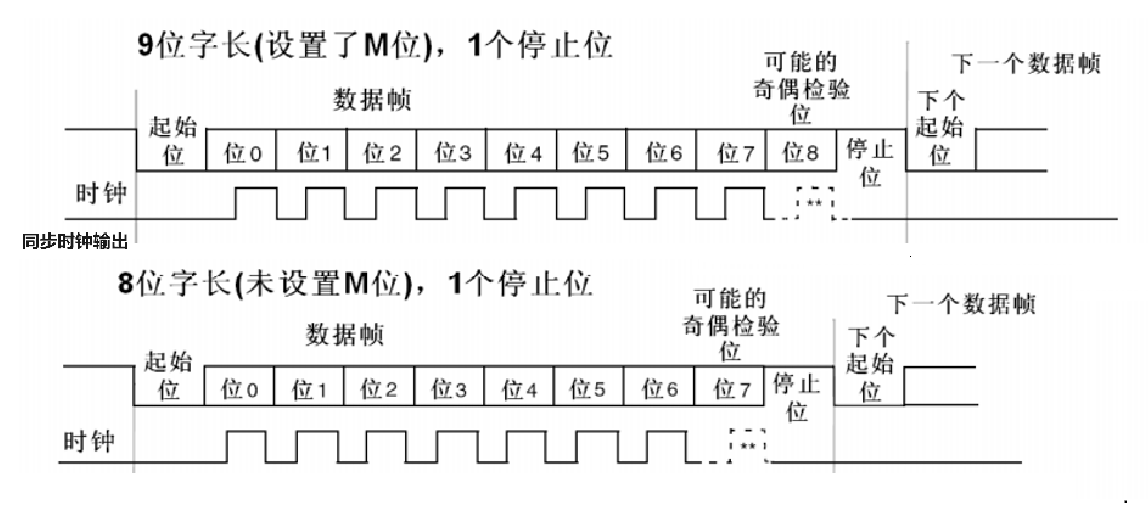 9位字长(设置了M位)，1个停止位
可能的
奇偶检验
位
下一个数据帧
数据帧
下个
起始
位
起始
位
位0
位1
位2
位3
位4
位5
位6
位7
位8
停止
位
时钟
**
同步时钟输出
8位字长(未设置M位)，1个停止位
可能的
奇偶检验
位
下一个数据帧
数据帧
下个
起始
位
起始
位
位0
位1
位2
位3
位4
位5
位6
位7
停止
位
时钟
**